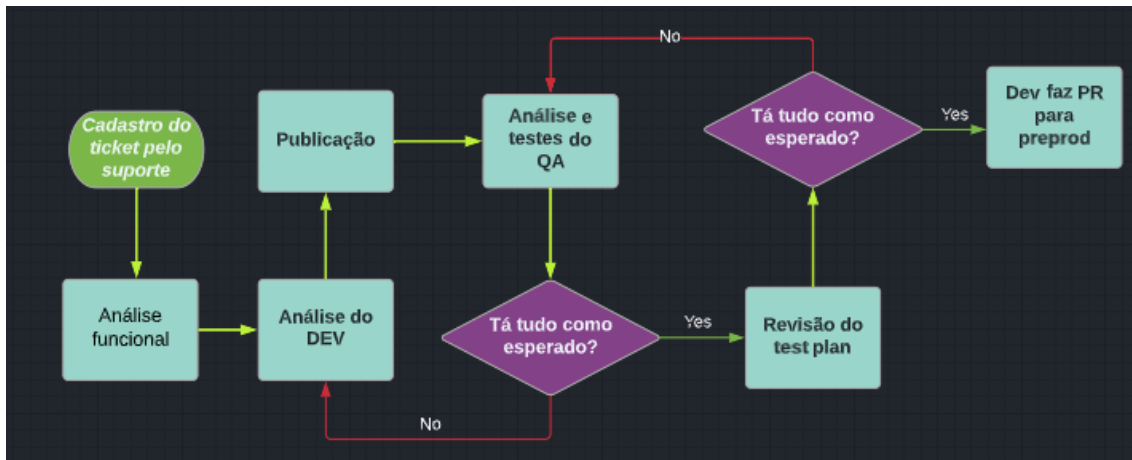 Cadastro do
ticket pelo
suporte
Análise
funcional
Análise do
DEV
Publicação
Análise e
testes do
QA
Tá tudo como
esperado?
No
Yes
Revisão do
test plan
Tá tudo como
esperado?
No
Yes
Dev faz PR
para
preprod